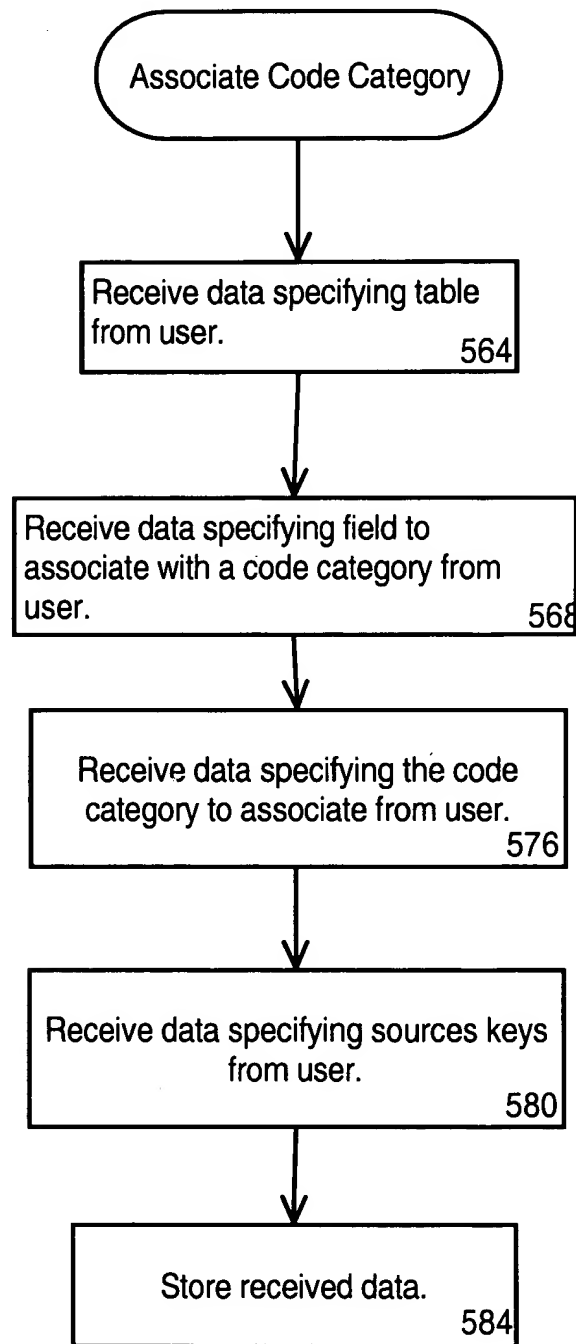 Associate Code Category
Receive data specifying table
from user.
564
Receive data specifying field to
associate with a code category from
user.
568
Receive data specifying the code
category to associate from user.
576
Receive data specifying sources keys
from user.
580
Store received data.
584